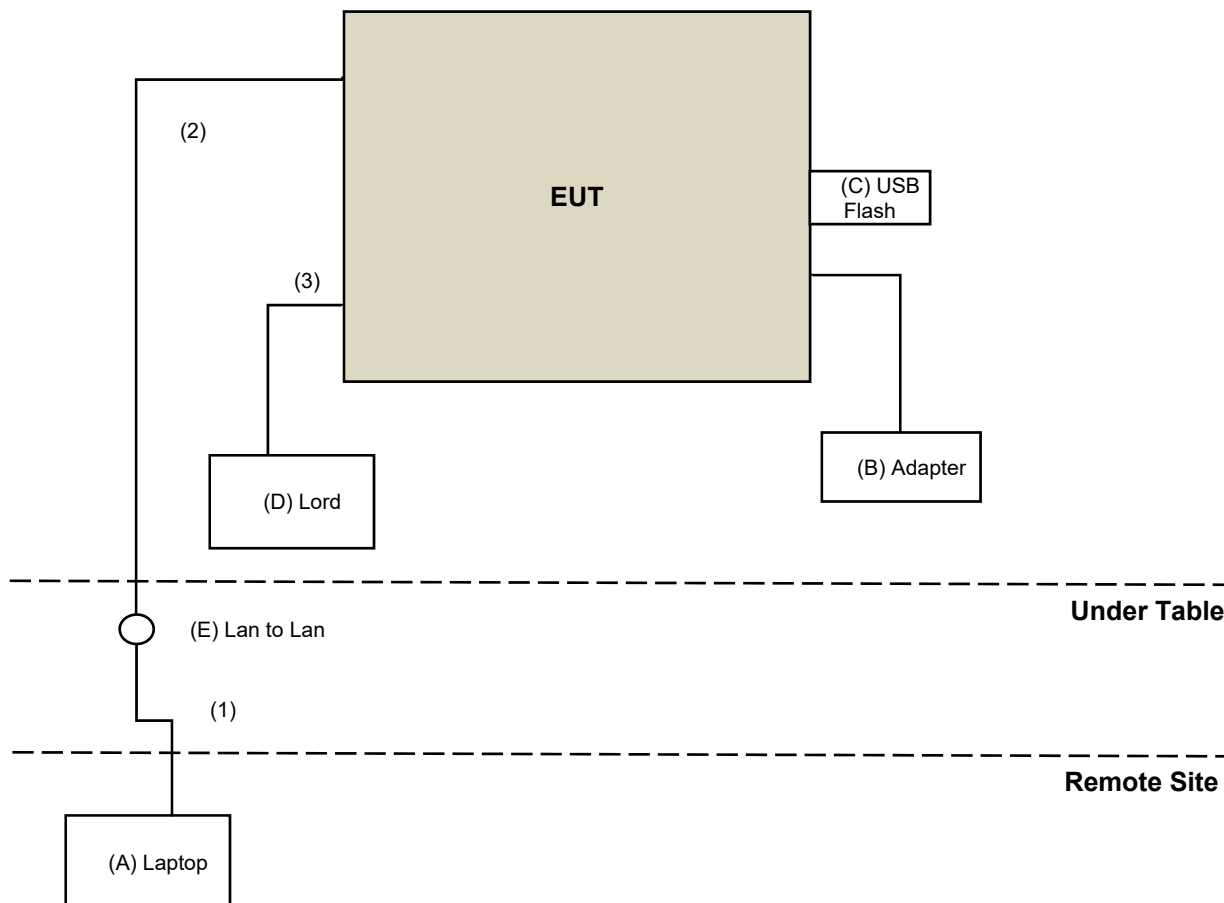 (2)
EUT
(C) USB
Flash
(3)
(B) Adapter
(D) Lord
Under Table
(E) Lan to Lan
(1)
Remote Site
(A) Laptop